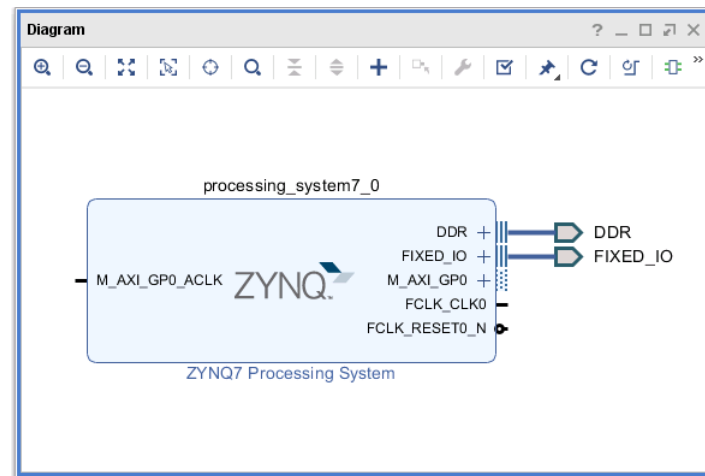 Diagram
processing_system7_0
DDR
DDR
FIXED_IO
FIXED_IO
M_AXI_GP0_ACLK
ZYNQ
M_AXI_GP0
FCLK_CLK0
FCLK_RESET0_N
ZYNQ7 Processing System